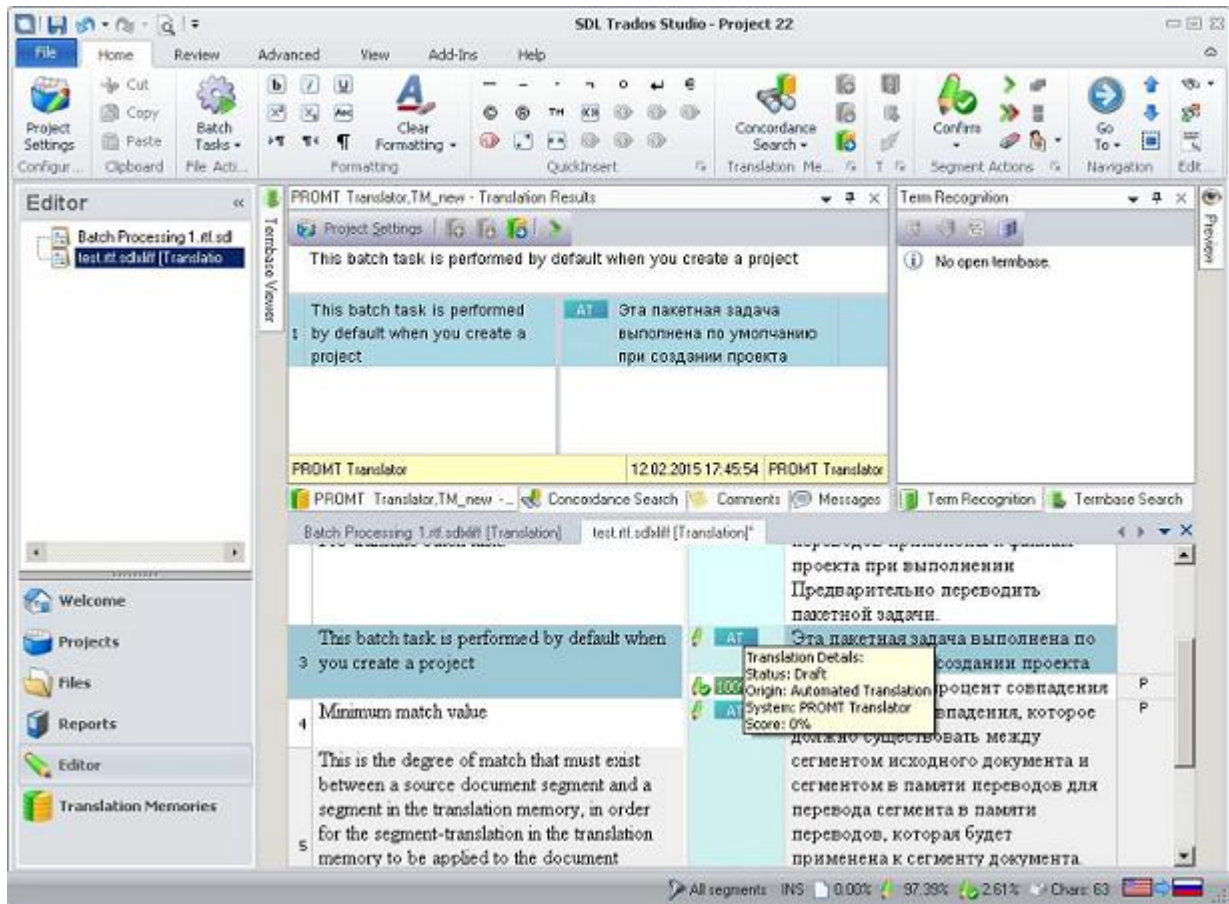 SDL Trados Studio - Project 22
File Home Review Advanced View Add-Ins Help
Project Settings
Cut
Copy
Paste
Batch Tasks
Clear Formatting
Concordance Search
Confirm
Go To
Configur... Clipboard File Acti... Formatting QuickInsert Translation Me... T Segment Actions Navigation Edit...
Editor
Batch Processing 1.rtf.sdl
test.rtf.sdlxliff [Translatio
Welcome
Projects
Files
Reports
Editor
Translation Memories
Termbase Viewer
PROMT Translator,TM_new - Translation Results
Project Settings
This batch task is performed by default when you create a project
1
This batch task is performed
by default when you create a
project
AT
Эта пакетная задача
выполнена по умолчанию
при создании проекта
PROMT Translator 12.02.2015 17:45:54 PROMT Translator
PROMT Translator,TM_new -... Concordance Search Comments Messages
Term Recognition
No open termbase.
Term Recognition Termbase Search
Preview
Batch Processing 1.rtf.sdlxliff [Translation] test.rtf.sdlxliff [Translation]*
проекта при выполнении
Предварительно переводить
пакетной задачи.
3
This batch task is performed by default when
you create a project
AT
Эта пакетная задача выполнена по
создании проекта
Translation Details:
Status: Draft
Origin: Automated Translation
System: PROMT Translator
Score: 0%
4
Minimum match value
процент совпадения
P
5
This is the degree of match that must exist
between a source document segment and a
segment in the translation memory, in order
for the segment-translation in the translation
memory to be applied to the document
AT
которое
должно существовать между
сегментом исходного документа и
сегментом в памяти переводов для
перевода сегмента в памяти
переводов, которая будет
применена к сегменту документа.
P
All segments INS 0.00% 97.39% 2.61% Chars: 63